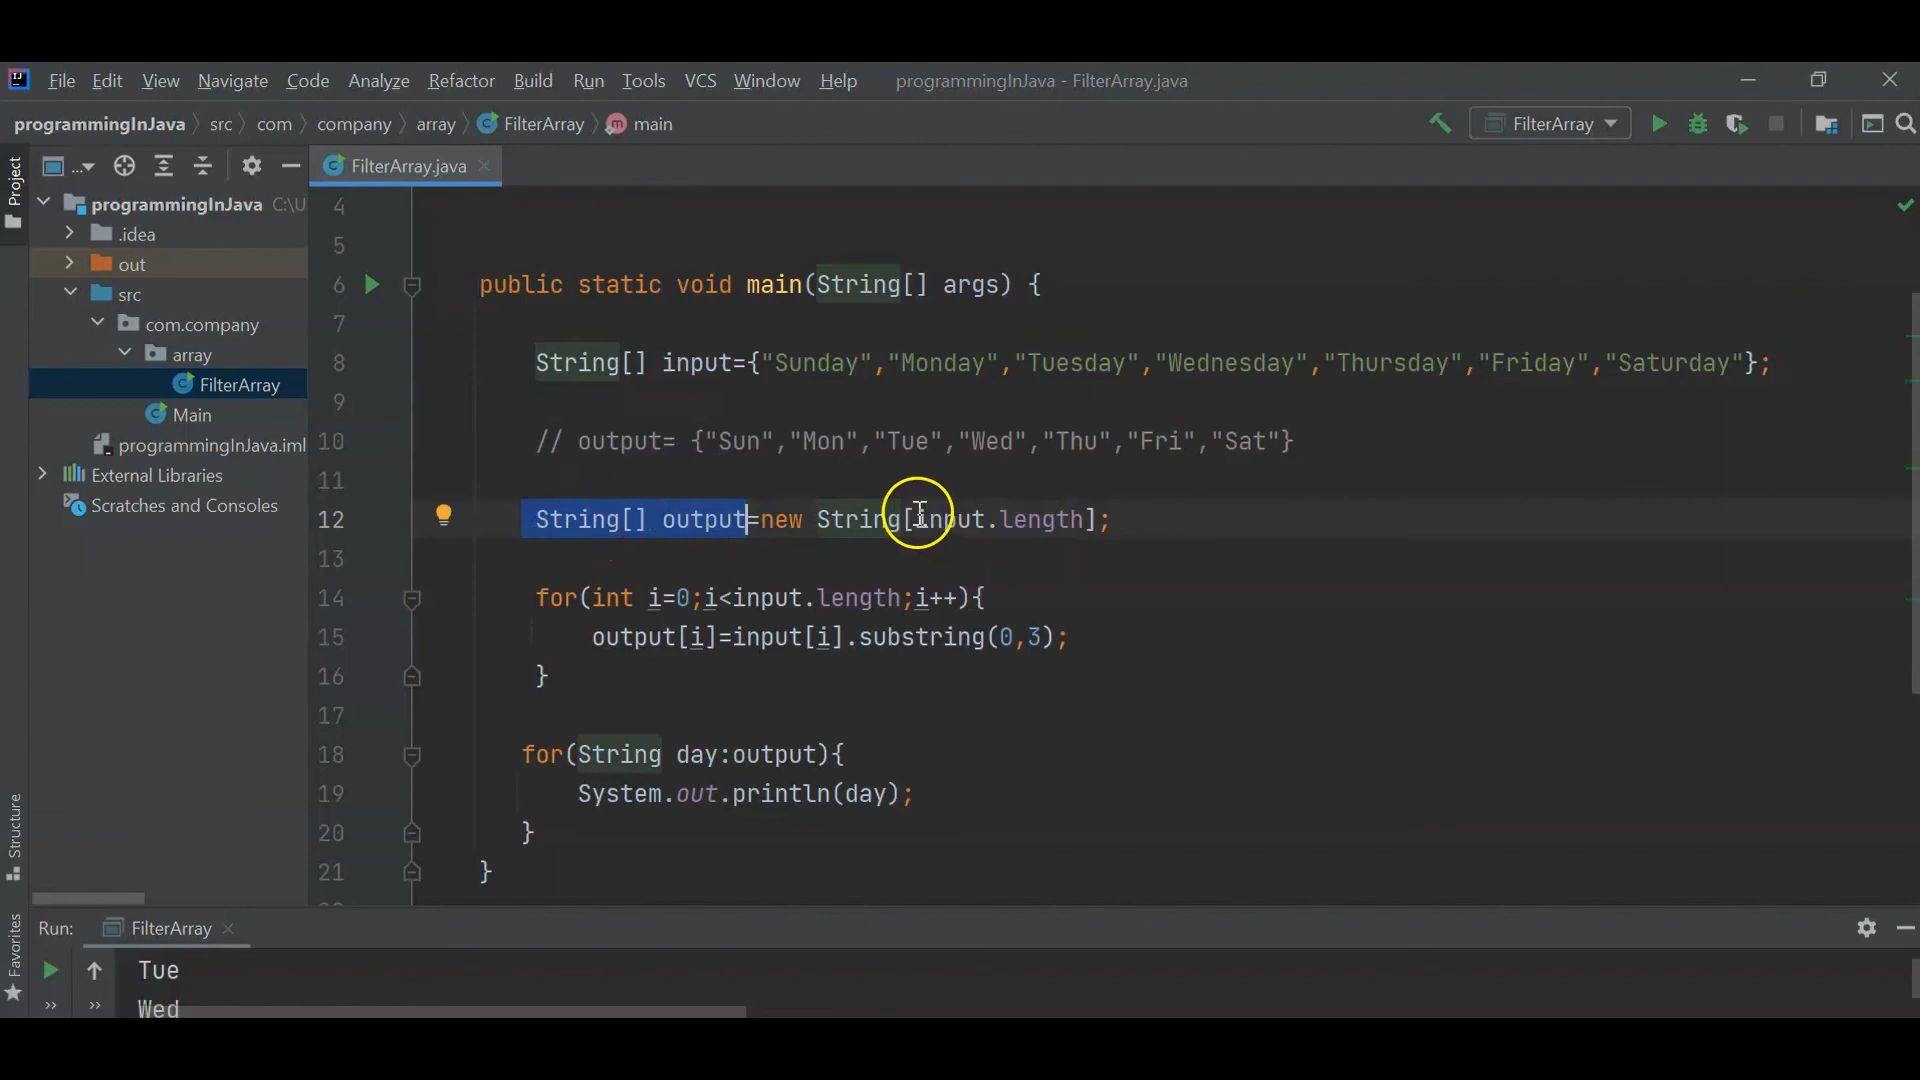 File Edit View Navigate Code Analyze Refactor Build Run Tools VCS Window Help programmingInJava - FilterArray.java
programmingInJava src com company array FilterArray main FilterArray
Project
... FilterArray.java
programmingInJava C:\U
.idea
out
src
com.company
array
FilterArray
Main
programmingInJava.iml
External Libraries
Scratches and Consoles
4
5
6 public static void main(String[] args) {
7
8 String[] input={"Sunday","Monday","Tuesday","Wednesday","Thursday","Friday","Saturday"};
9
10 // output= {"Sun","Mon","Tue","Wed","Thu","Fri","Sat"}
11
12 String[] output=new String[input.length];
13
14 for(int i=0;i<input.length;i++){
15 output[i]=input[i].substring(0,3);
16 }
17
18 for(String day:output){
19 System.out.println(day);
20 }
21 }
Structure
Favorites
Run: FilterArray
Tue
Wed